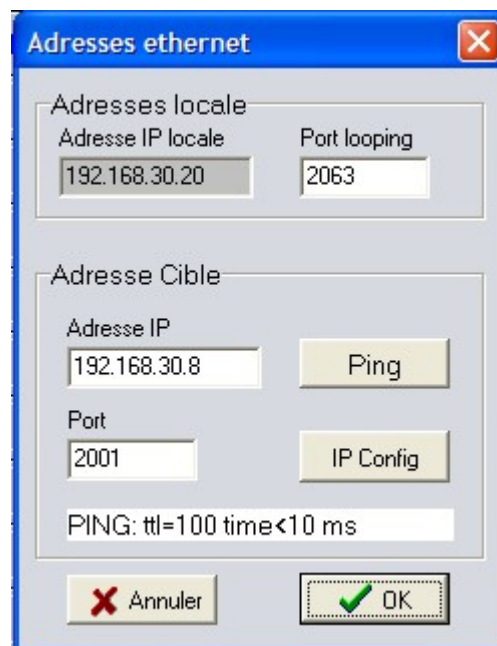 Adresses ethernet
Adresses locale
Adresse IP locale Port looping
192.168.30.20 2063
Adresse Cible
Adresse IP
192.168.30.8 Ping
Port
2001 IP Config
PING: ttl=100 time<10 ms
Annuler OK